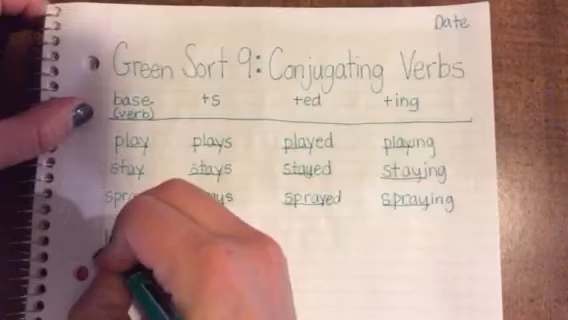 Date
Green Sort 9: Conjugating Verbs
base +s +ed +ing
(verb)
play plays played playing
stay stays stayed staying
sprayed spraying